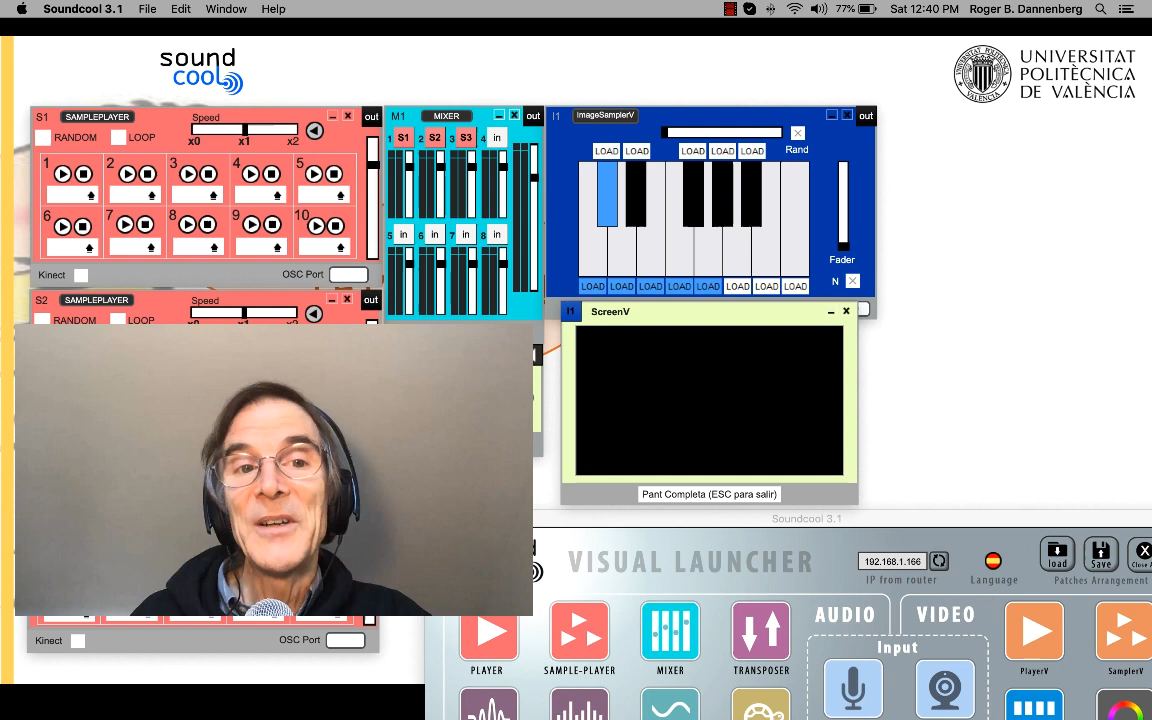 Soundcool 3.1 File Edit Window Help 77% Sat 12:40 PM Roger B. Dannenberg
sound
cool
UNIVERSITAT
POLITÈCNICA
DE VALÈNCIA
S1 SAMPLEPLAYER Speed out
RANDOM LOOP x0 x1 x2
1 2 3 4 5
6 7 8 9 10
Kinect OSC Port
M1 MIXER out
1 S1 2 S2 3 S3 4 in
5 in 6 in 7 in 8 in
I1 ImageSamplerV out
Rand
LOAD LOAD LOAD LOAD LOAD
Fader
N
LOAD LOAD LOAD LOAD LOAD LOAD LOAD LOAD
S2 SAMPLEPLAYER Speed out
RANDOM LOOP
I1 ScreenV
Pant Completa (ESC para salir)
Kinect OSC Port
Soundcool 3.1
VISUAL LAUNCHER
192.168.1.166
IP from router
Language
load Save Close
Patches Arrangement
AUDIO VIDEO
Input
PLAYER SAMPLE-PLAYER MIXER TRANSPOSER PlayerV SamplerV